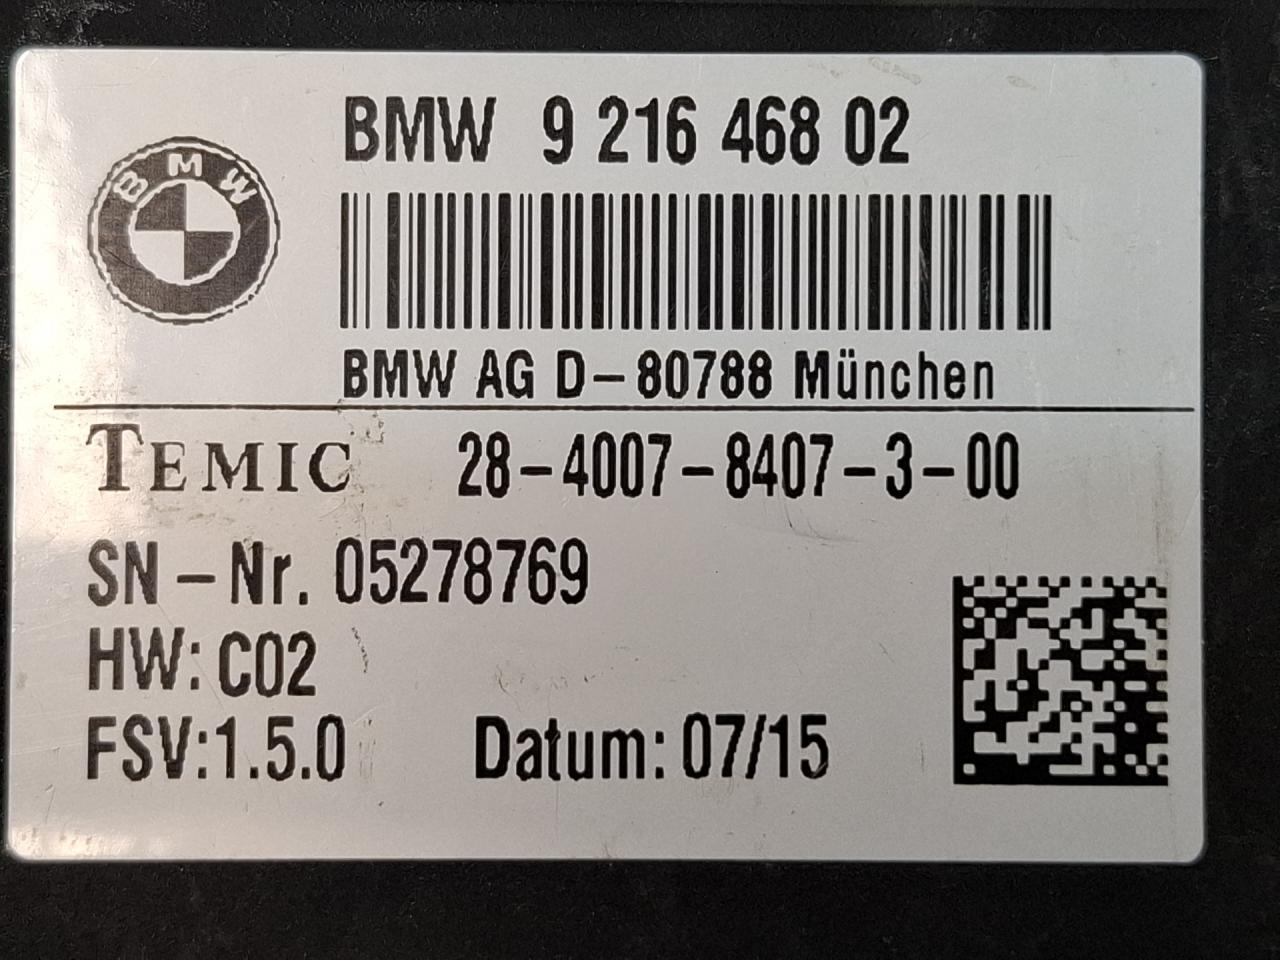 BMW 9 216 468 02
BMW
BMW AG D-80788 München
TEMIC 28-4007-8407-3-00
SN-Nr. 05278769
HW: C02
FSV:1.5.0 Datum: 07/15